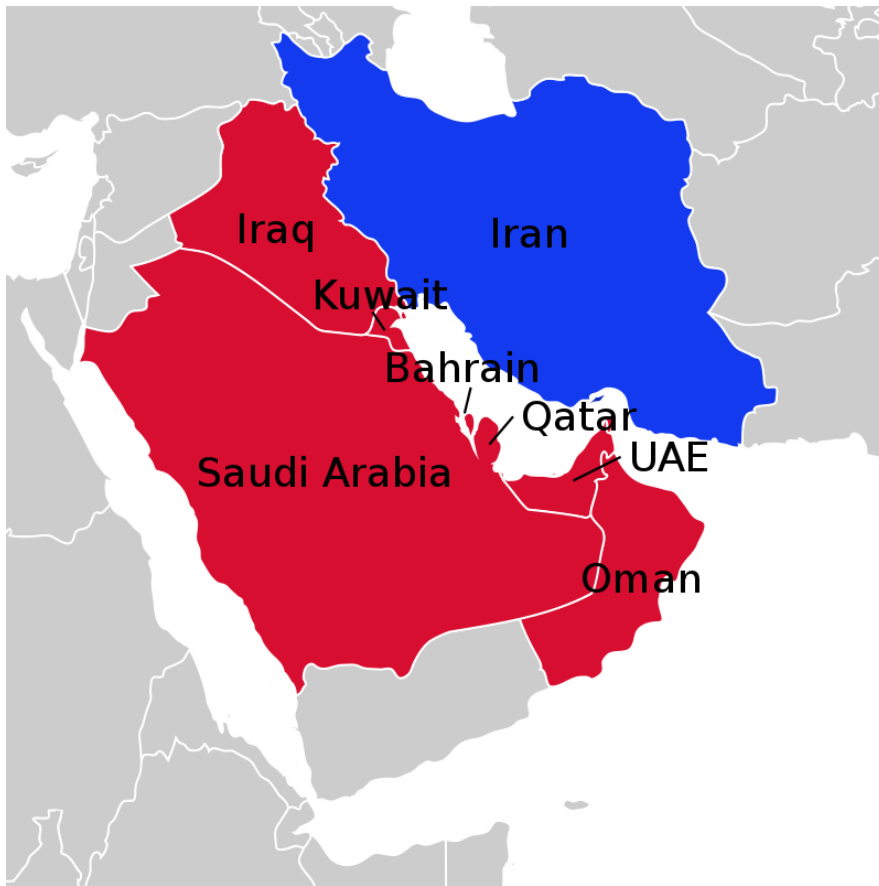 Iraq
Iran
Kuwait
Bahrain
Qatar
UAE
Saudi Arabia
Oman